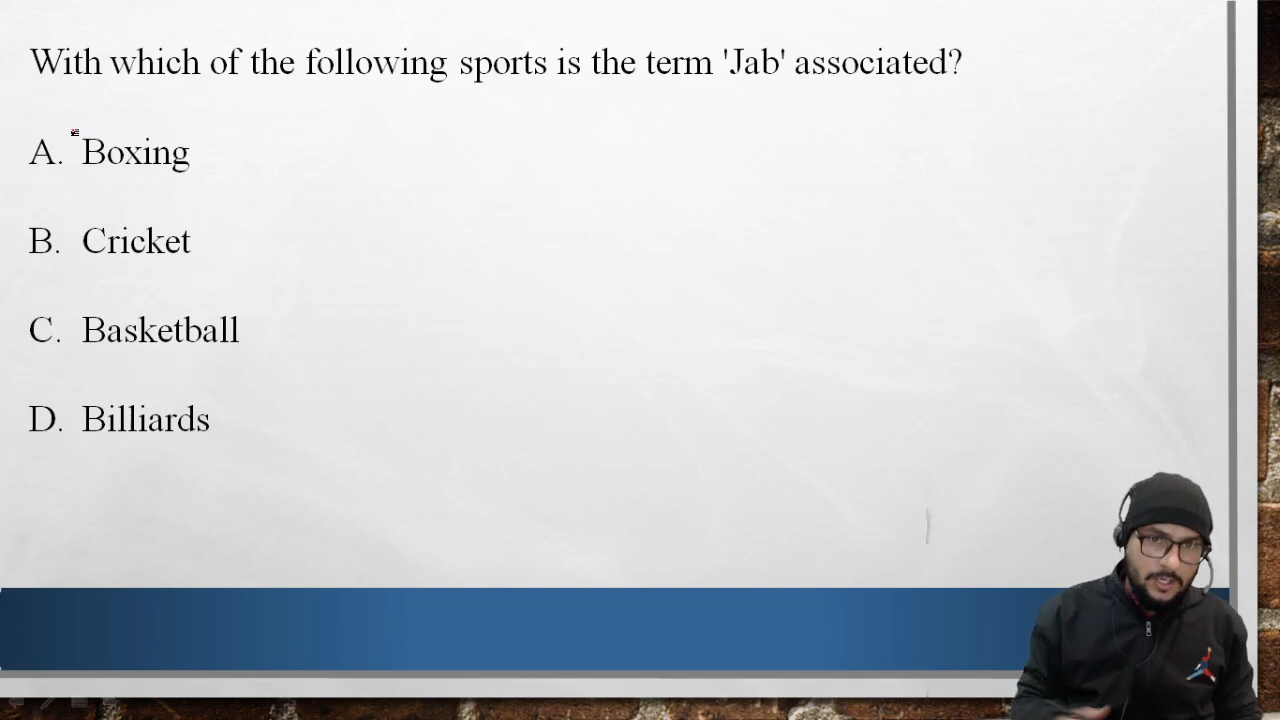 With which of the following sports is the term 'Jab' associated?
A. Boxing
B. Cricket
C. Basketball
D. Billiards